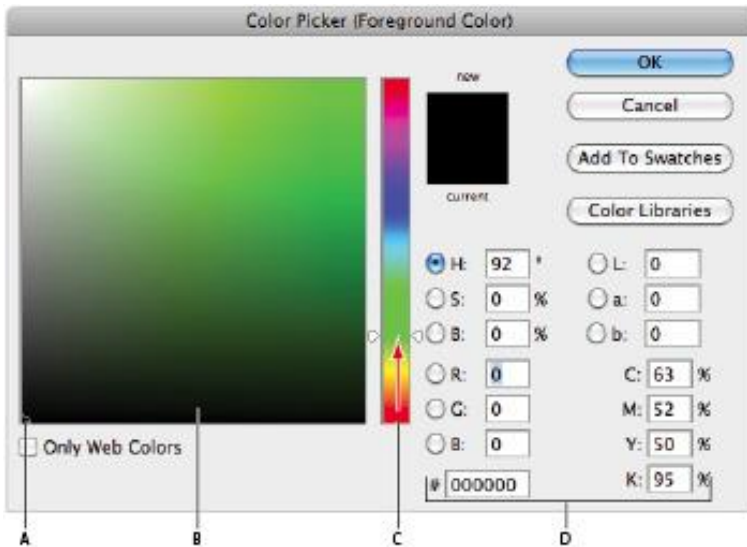 Color Picker (Foreground Color)
new
current
OK
Cancel
Add To Swatches
Color Libraries
H: 92 °
S: 0 %
B: 0 %
R: 0
G: 0
B: 0
# 000000
L: 0
a: 0
b: 0
C: 63 %
M: 52 %
Y: 50 %
K: 95 %
Only Web Colors
A B C D